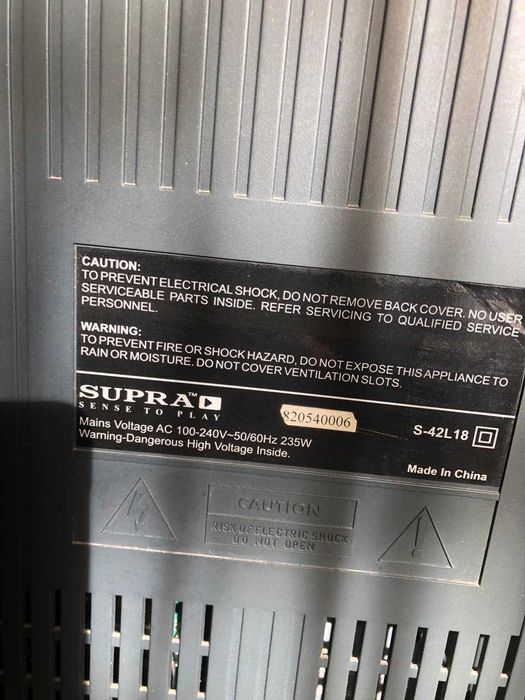 CAUTION:
TO PREVENT ELECTRICAL SHOCK, DO NOT REMOVE BACK COVER. NO USER
SERVICEABLE PARTS INSIDE. REFER SERVICING TO QUALIFIED SERVICE
PERSONNEL.
WARNING:
TO PREVENT FIRE OR SHOCK HAZARD, DO NOT EXPOSE THIS APPLIANCE TO
RAIN OR MOISTURE. DO NOT COVER VENTILATION SLOTS.
SUPRA™
SENSE TO PLAY
820540006
S-42L18
Mains Voltage AC 100-240V~50/60Hz 235W
Warning-Dangerous High Voltage Inside.
Made In China
CAUTION
RISK OF ELECTRIC SHOCK
DO NOT OPEN